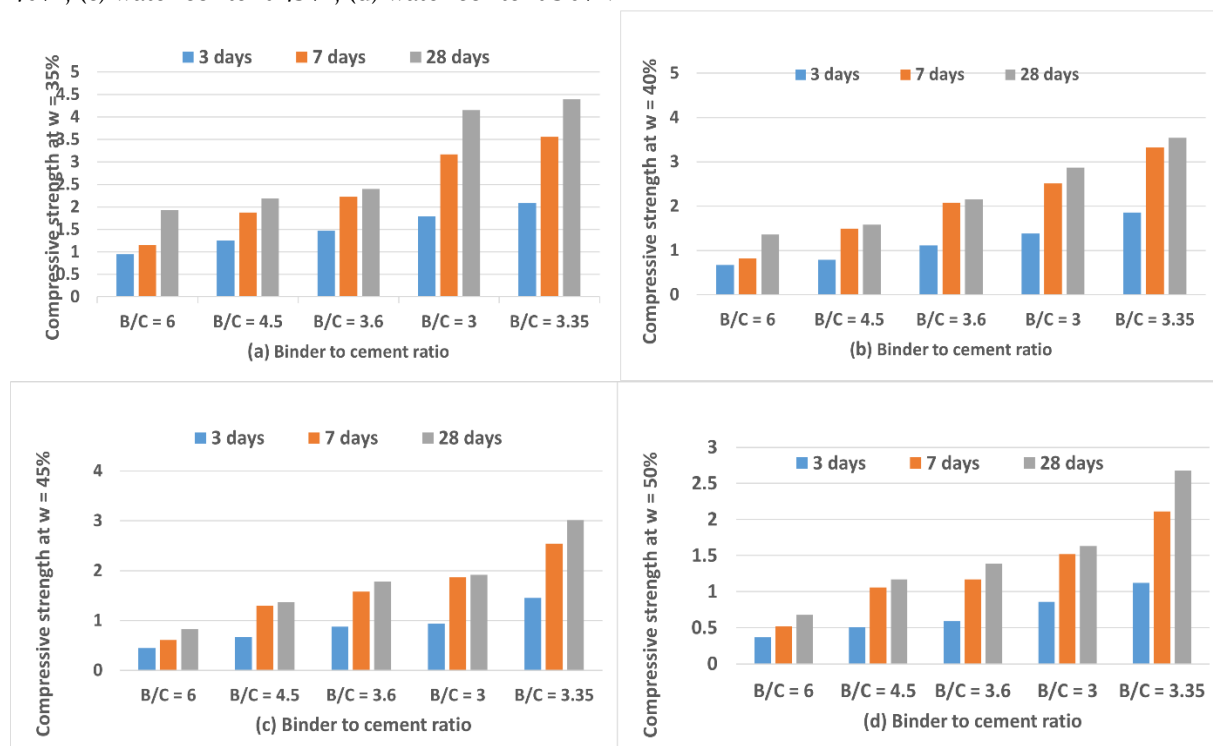 3 days 7 days 28 days
Compressive strength at w = 35%
5
4.5
4
3.5
3
2.5
2
1.5
1
0.5
0
B/C = 6 B/C = 4.5 B/C = 3.6 B/C = 3 B/C = 3.35
(a) Binder to cement ratio
3 days 7 days 28 days
Compressive strength at w = 40%
5
4
3
2
1
0
B/C = 6 B/C = 4.5 B/C = 3.6 B/C = 3 B/C = 3.35
(b) Binder to cement ratio
3 days 7 days 28 days
Compressive strength at w = 45%
4
3
2
1
0
B/C = 6 B/C = 4.5 B/C = 3.6 B/C = 3 B/C = 3.35
(c) Binder to cement ratio
3 days 7 days 28 days
Compressive strength at w = 50%
3
2.5
2
1.5
1
0.5
0
B/C = 6 B/C = 4.5 B/C = 3.6 B/C = 3 B/C = 3.35
(d) Binder to cement ratio